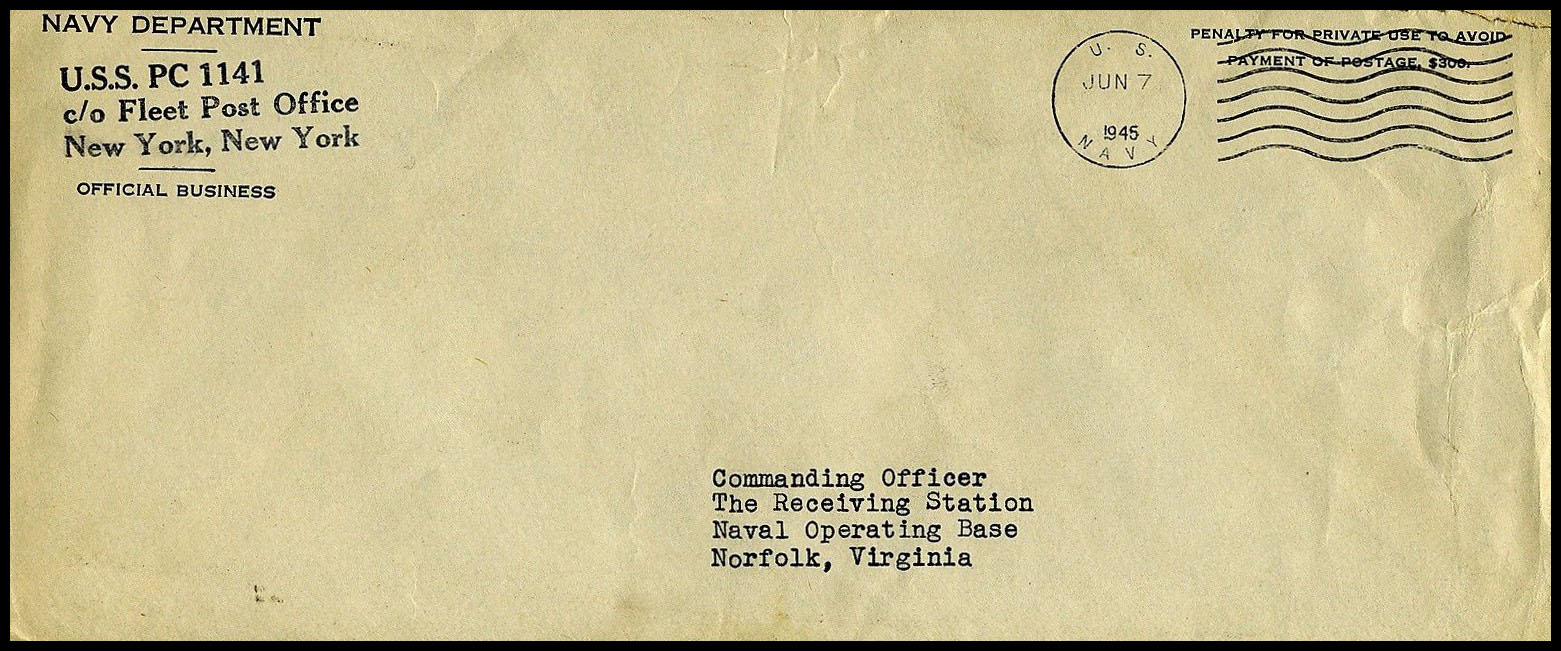 NAVY DEPARTMENT
U.S.S. PC 1141
c/o Fleet Post Office
New York, New York
OFFICIAL BUSINESS
U. S.
JUN 7
1945
NAVY
PENALTY FOR PRIVATE USE TO AVOID
PAYMENT OF POSTAGE, $300.
Commanding Officer
The Receiving Station
Naval Operating Base
Norfolk, Virginia